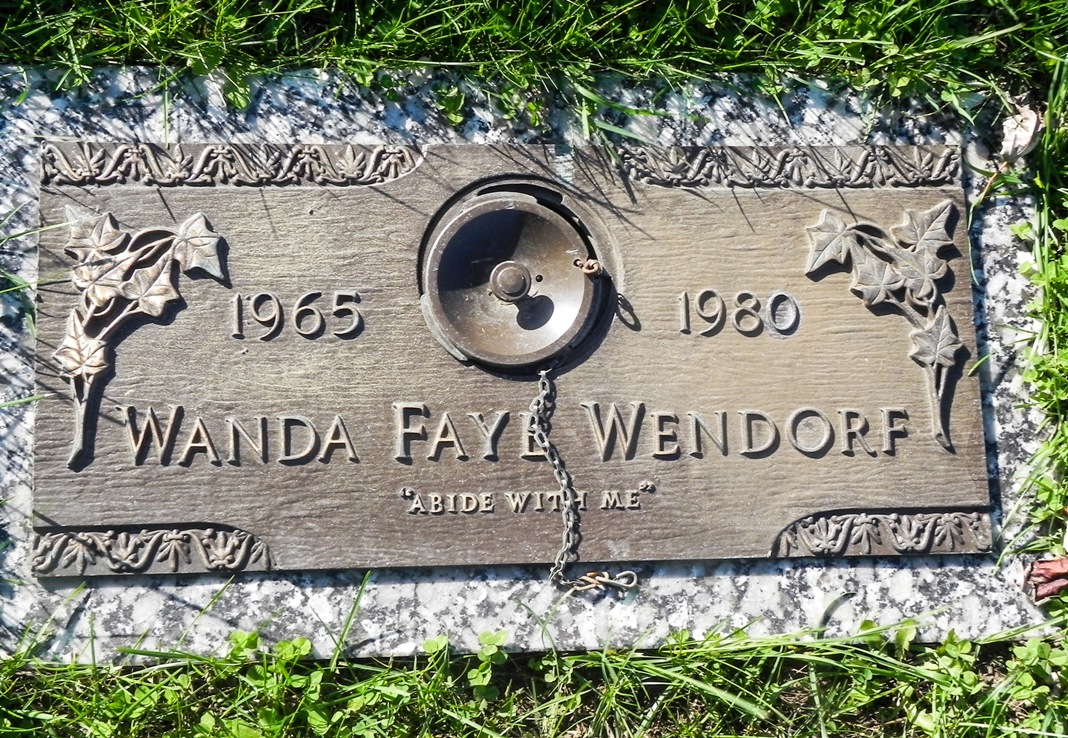 1965 1980
WANDA FAYE WENDORF
"ABIDE WITH ME"